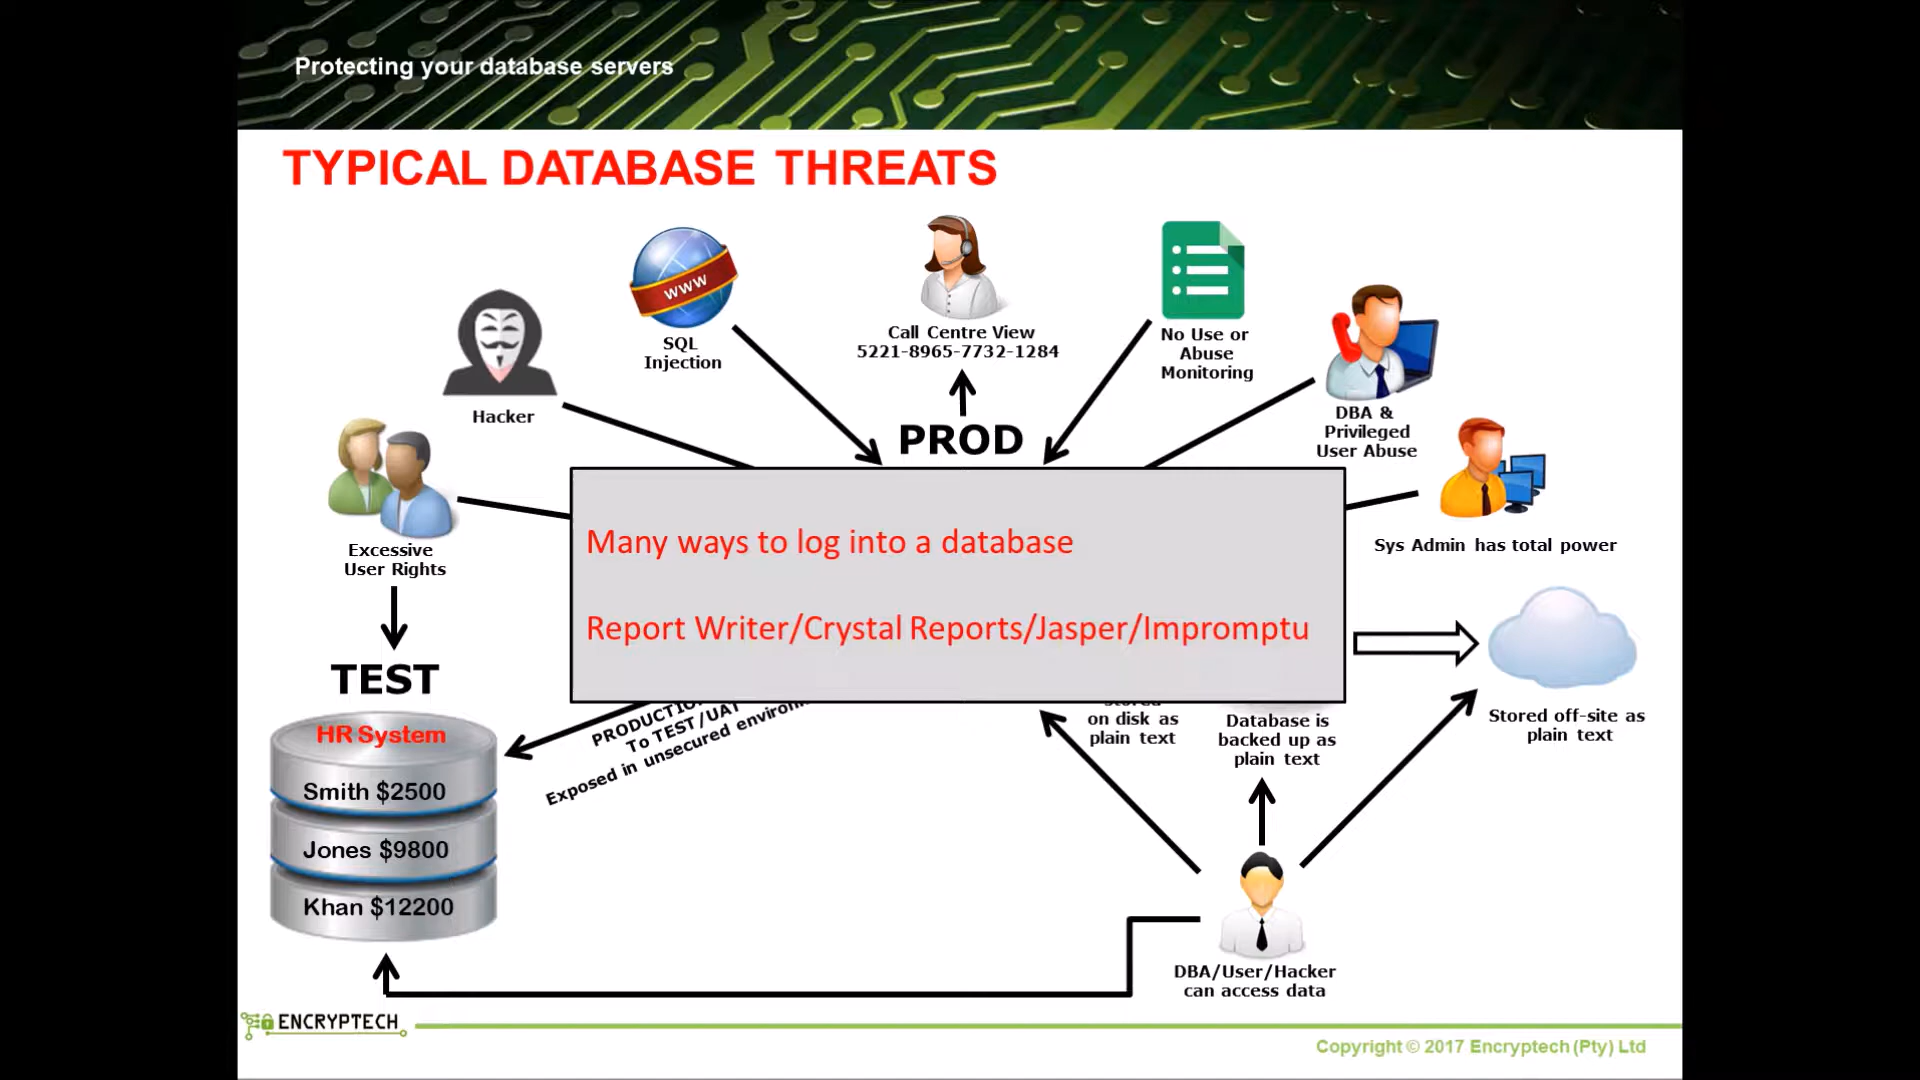 Protecting your database servers
TYPICAL DATABASE THREATS
WWW
SQL
Injection
Call Centre View
5221-8965-7732-1284
No Use or
Abuse
Monitoring
Hacker
DBA &
Privileged
User Abuse
PROD
Excessive
User Rights
Sys Admin has total power
Many ways to log into a database
Report Writer/Crystal Reports/Jasper/Impromptu
TEST
HR System
Smith $2500
Jones $9800
Khan $12200
To TEST/UAT
Exposed in unsecured
on disk as
plain text
Database is
backed up as
plain text
Stored off-site as
plain text
DBA/User/Hacker
can access data
ENCRYPTECH
Copyright © 2017 Encryptech (Pty) Ltd